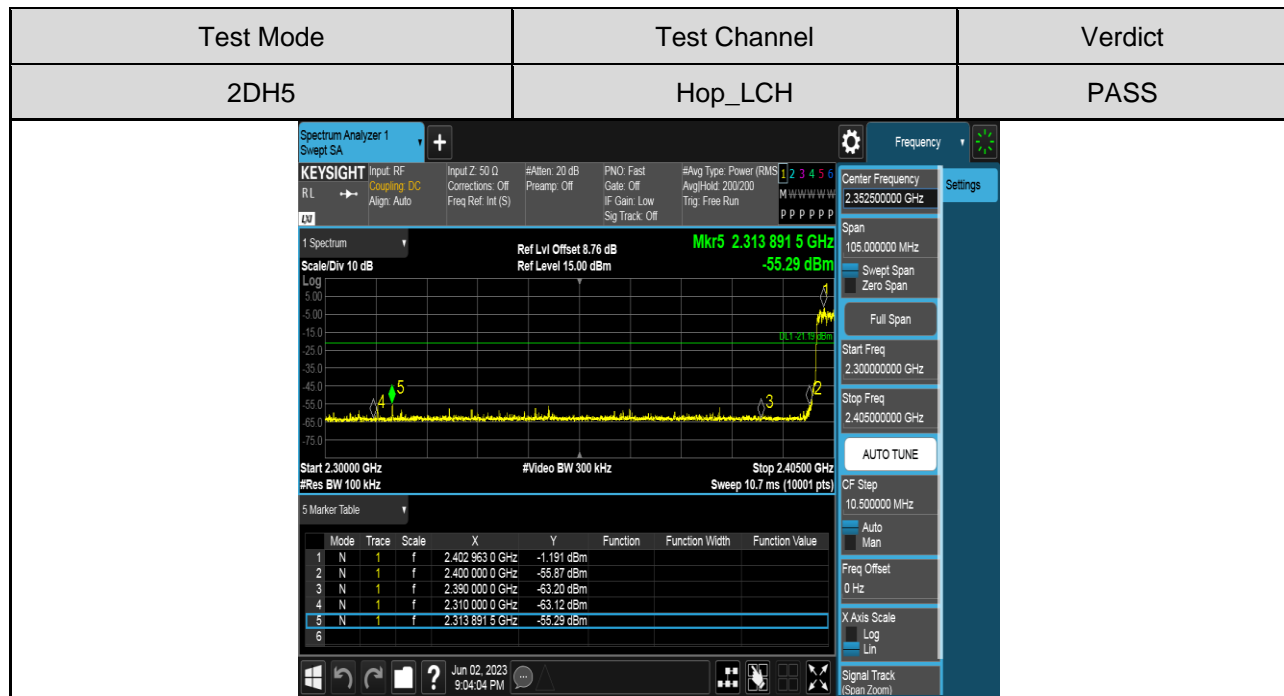 Test Mode Test Channel Verdict
2DH5 Hop_LCH PASS
Spectrum Analyzer 1
Swept SA
+
Frequency
KEYSIGHT
RL
LXI
Input: RF
Coupling: DC
Align: Auto
Input Z: 50 Ω
Corrections: Off
Freq Ref: Int (S)
#Atten: 20 dB
Preamp: Off
PNO: Fast
Gate: Off
IF Gain: Low
Sig Track: Off
#Avg Type: Power (RMS
Avg|Hold: 200/200
Trig: Free Run
1 2 3 4 5 6
M W W W W W
P P P P P P
Center Frequency
2.352500000 GHz
Settings
Span
105.000000 MHz
Swept Span
Zero Span
Full Span
Start Freq
2.300000000 GHz
Stop Freq
2.405000000 GHz
AUTO TUNE
CF Step
10.500000 MHz
Auto
Man
Freq Offset
0 Hz
X Axis Scale
Log
Lin
Signal Track
(Span Zoom)
1 Spectrum
Scale/Div 10 dB
Ref Lvl Offset 8.76 dB
Ref Level 15.00 dBm
Mkr5 2.313 891 5 GHz
-55.29 dBm
Log
5.00
-5.00
-15.0
-25.0
-35.0
-45.0
-55.0
-65.0
-75.0
1
DL1 -21.19 dBm
2
3
4
5
Start 2.30000 GHz #Video BW 300 kHz Stop 2.40500 GHz
#Res BW 100 kHz Sweep 10.7 ms (10001 pts)
5 Marker Table
Mode Trace Scale X Y Function Function Width Function Value
1 N 1 f 2.402 963 0 GHz -1.191 dBm
2 N 1 f 2.400 000 0 GHz -55.87 dBm
3 N 1 f 2.390 000 0 GHz -63.20 dBm
4 N 1 f 2.310 000 0 GHz -63.12 dBm
5 N 1 f 2.313 891 5 GHz -55.29 dBm
6
?
Jun 02, 2023
9:04:04 PM